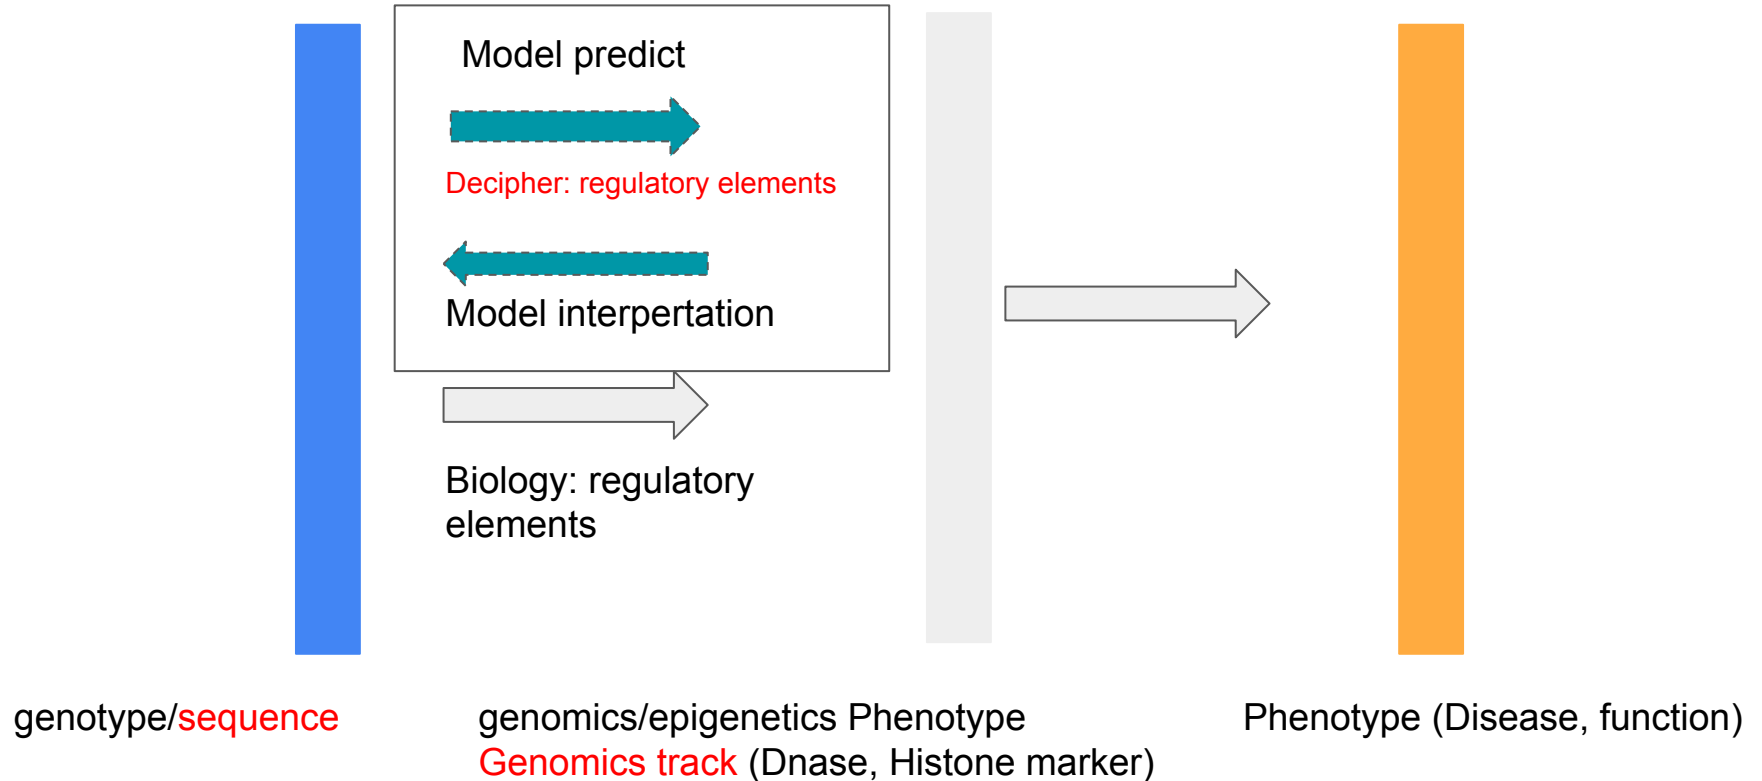 Model predict
Decipher: regulatory elements
Model interpertation
Biology: regulatory
elements
genotype/sequence
genomics/epigenetics Phenotype
Genomics track (Dnase, Histone marker)
Phenotype (Disease, function)